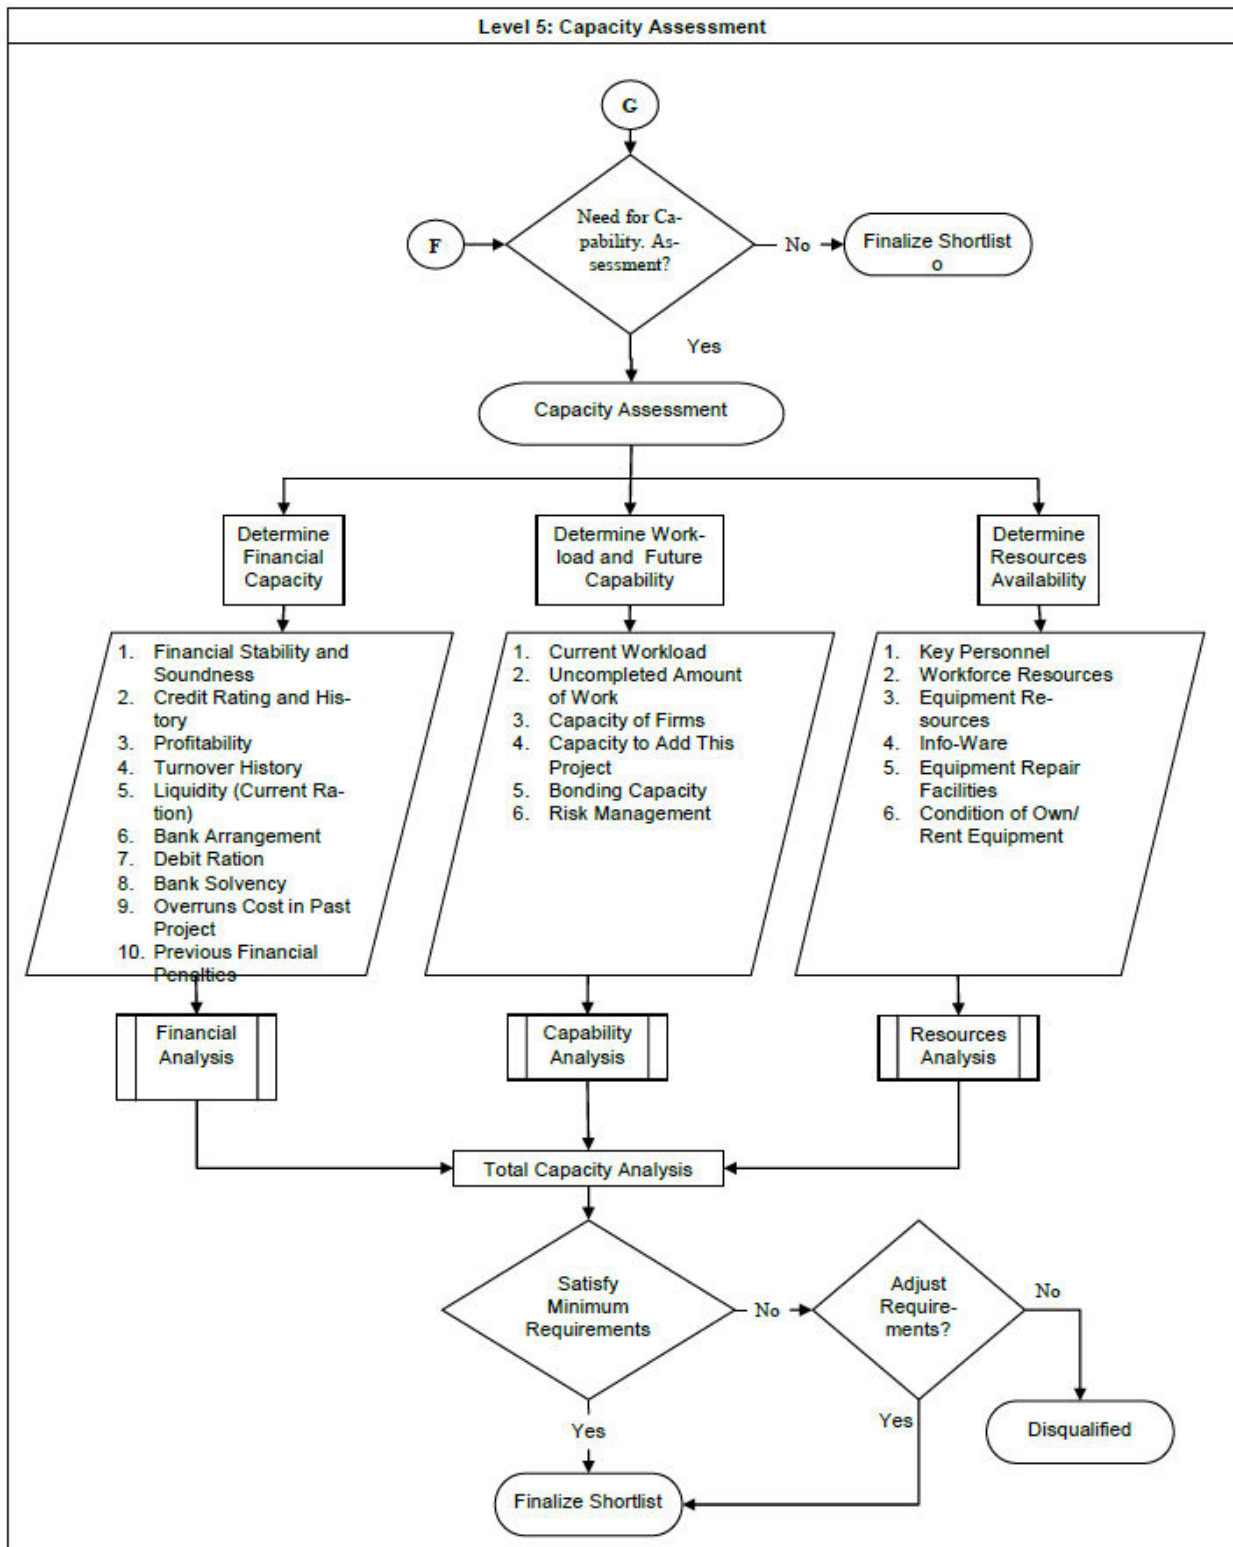 Level 5: Capacity Assessment
G
Need for Ca-
pability. As-
sessment?
F
No
Finalize Shortlist
o
Yes
Capacity Assessment
Determine
Financial
Capacity
Determine Work-
load and Future
Capability
Determine
Resources
Availability
1. Financial Stability and
Soundness
2. Credit Rating and His-
tory
3. Profitability
4. Turnover History
5. Liquidity (Current Ra-
tion)
6. Bank Arrangement
7. Debit Ration
8. Bank Solvency
9. Overruns Cost in Past
Project
10. Previous Financial
Penalties
1. Current Workload
2. Uncompleted Amount
of Work
3. Capacity of Firms
4. Capacity to Add This
Project
5. Bonding Capacity
6. Risk Management
1. Key Personnel
2. Workforce Resources
3. Equipment Re-
sources
4. Info-Ware
5. Equipment Repair
Facilities
6. Condition of Own/
Rent Equipment
Financial
Analysis
Capability
Analysis
Resources
Analysis
Total Capacity Analysis
Satisfy
Minimum
Requirements
No
Adjust
Require-
ments?
No
Yes
Yes
Disqualified
Finalize Shortlist